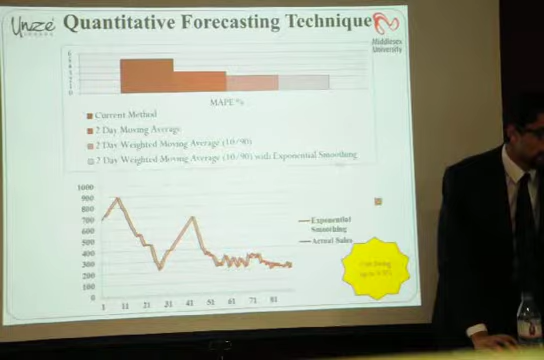 Unze
LONDON
Quantitative Forecasting Technique
Middlesex
University
MAPE %
Current Method
2 Day Moving Average
2 Day Weighted Moving Average (10/90)
2 Day Weighted Moving Average (10/90) with Exponential Smoothing
1000
900
800
700
600
500
400
300
200
100
0
Exponential
Smoothing
Actual Sales
1 11 21 31 41 51 61 71 81